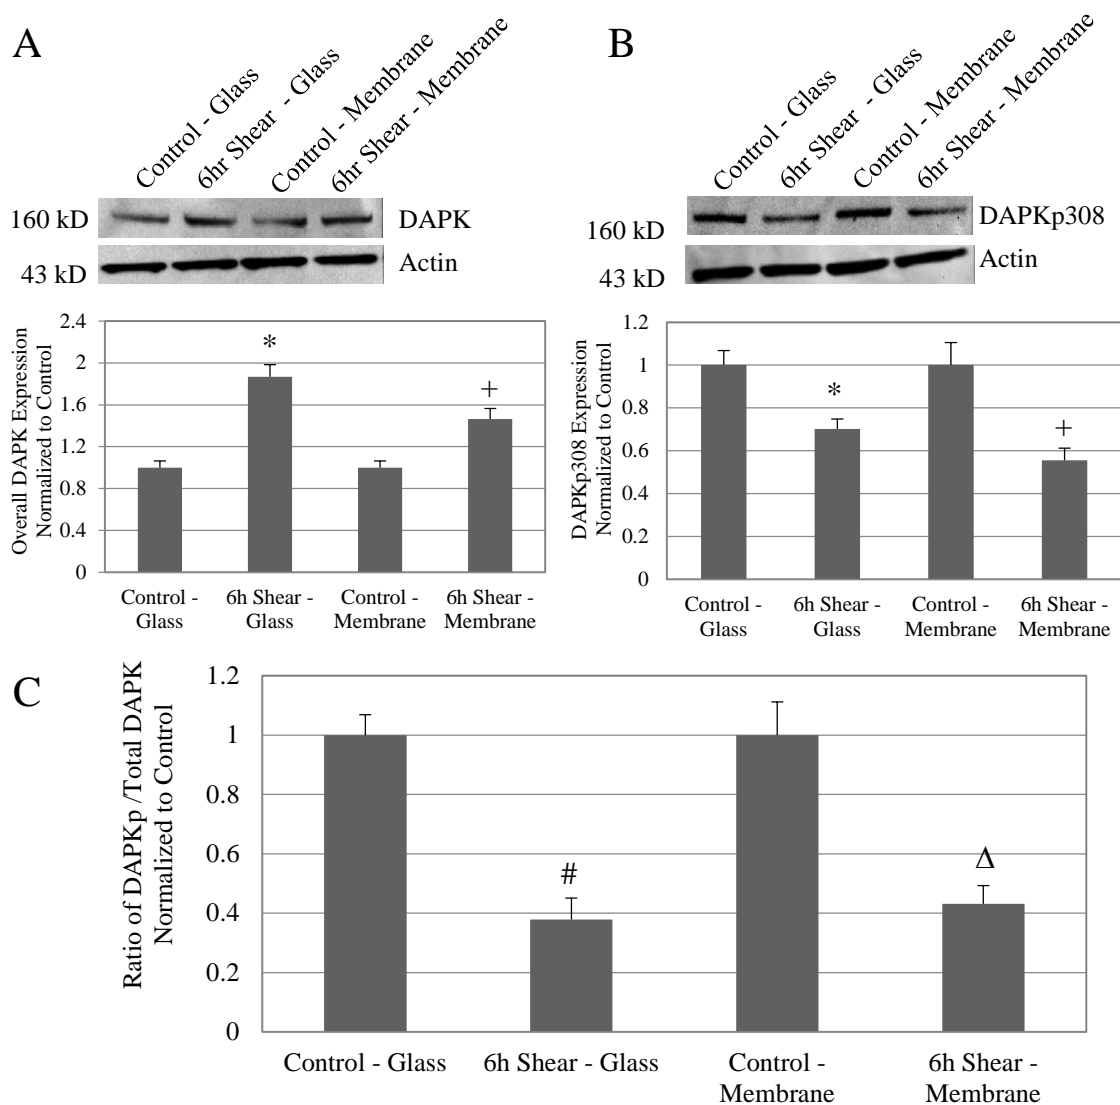 A
Control - Glass
6hr Shear - Glass
Control - Membrane
6hr Shear - Membrane
160 kD
DAPK
43 kD
Actin
Overall DAPK Expression
Normalized to Control
2.4
2
1.6
1.2
0.8
0.4
0
*
+
Control -
Glass
6h Shear -
Glass
Control -
Membrane
6h Shear -
Membrane
B
Control - Glass
6hr Shear - Glass
Control - Membrane
6hr Shear - Membrane
160 kD
DAPKp308
43 kD
Actin
DAPKp308 Expression
Normalized to Control
1.2
1
0.8
0.6
0.4
0.2
0
*
+
Control -
Glass
6h Shear -
Glass
Control -
Membrane
6h Shear -
Membrane
C
Ratio of DAPKp /Total DAPK
Normalized to Control
1.2
1
0.8
0.6
0.4
0.2
0
#
Δ
Control - Glass
6h Shear - Glass
Control -
Membrane
6h Shear -
Membrane